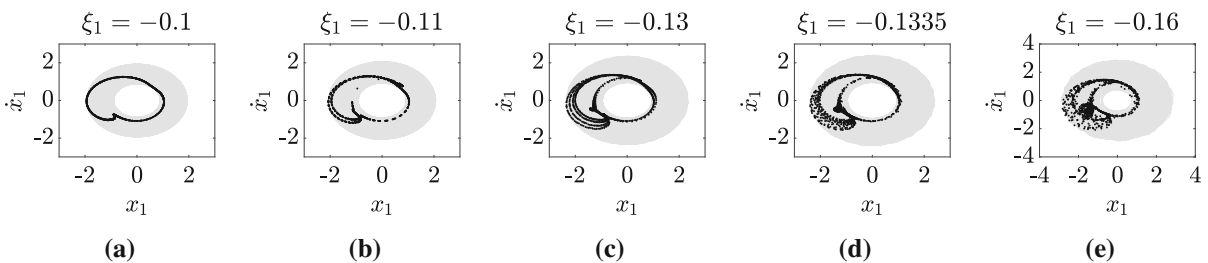 ξ₁ = −0.1
2
0
-2
ẋ₁
-2 0 2
x₁
(a)
ξ₁ = −0.11
2
0
-2
ẋ₁
-2 0 2
x₁
(b)
ξ₁ = −0.13
2
0
-2
ẋ₁
-2 0 2
x₁
(c)
ξ₁ = −0.1335
2
0
-2
ẋ₁
-2 0 2
x₁
(d)
ξ₁ = −0.16
4
2
0
-2
-4
ẋ₁
-4 -2 0 2 4
x₁
(e)